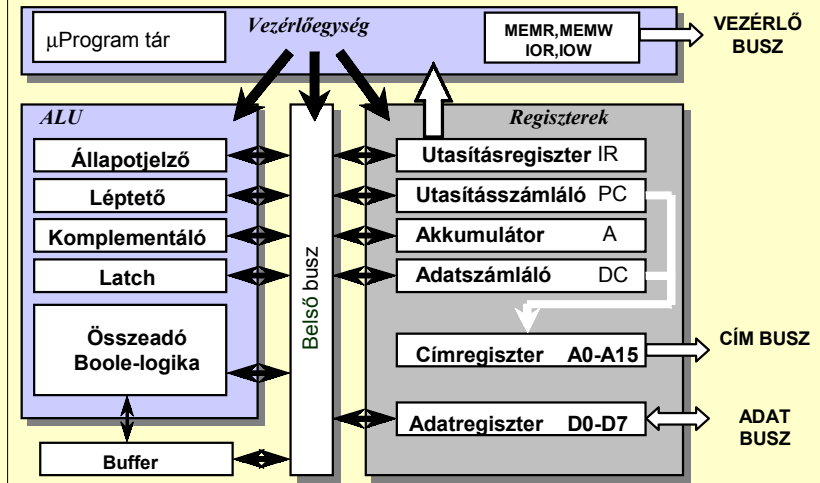 Vezérlőegység
μProgram tár
MEMR,MEMW
IOR,IOW
VEZÉRLŐ
BUSZ
ALU
Állapotjelző
Léptető
Komplementáló
Latch
Összeadó
Boole-logika
Buffer
Belső busz
Regiszterek
Utasításregiszter IR
Utasításszámláló PC
Akkumulátor A
Adatszámláló DC
Címregiszter A0-A15
Adatregiszter D0-D7
CÍM BUSZ
ADAT
BUSZ